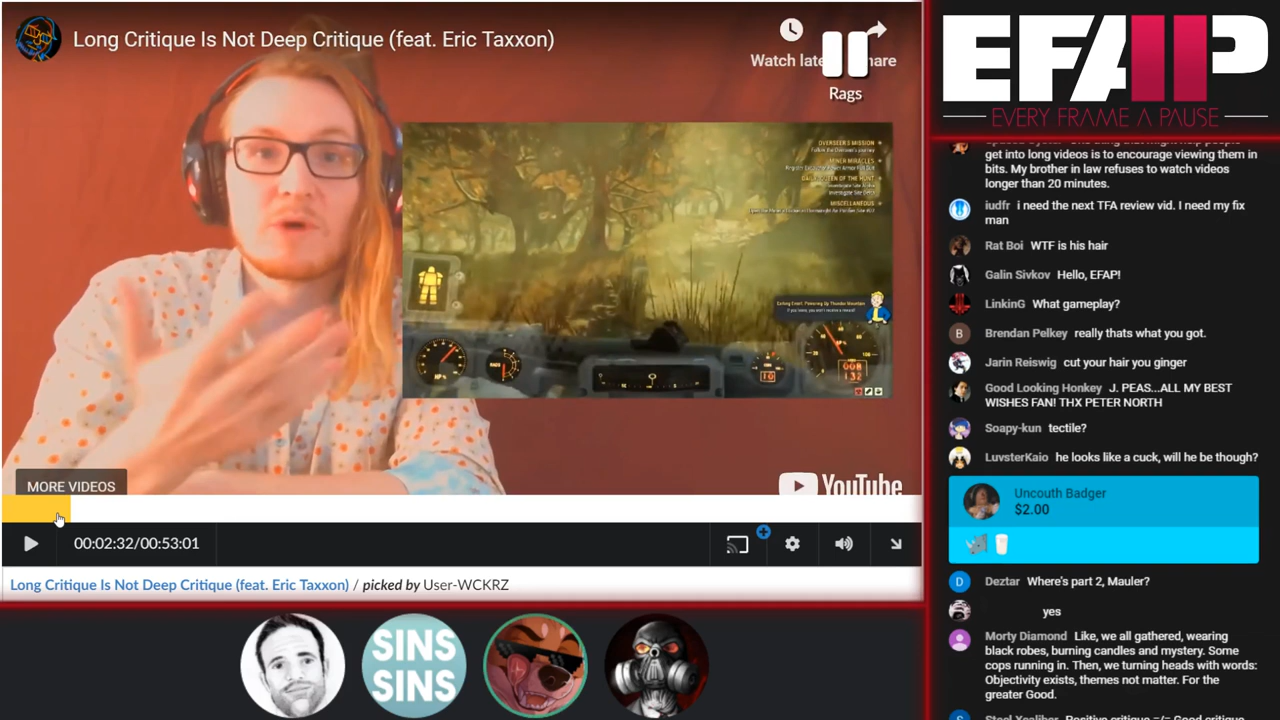 Long Critique Is Not Deep Critique (feat. Eric Taxxon)
Watch late
hare
Rags
OVERSEER'S MISSION
MINER MIRACLES
MISCELLANEOUS
MORE VIDEOS
YouTube
00:02:32/00:53:01
Long Critique Is Not Deep Critique (feat. Eric Taxxon) / picked by User-WCKRZ
SINS
SINS
EFAP
EVERY FRAME A PAUSE
get into long videos is to encourage viewing them in
bits. My brother in law refuses to watch videos
longer than 20 minutes.
iudfr i need the next TFA review vid. I need my fix
man
Rat Boi WTF is his hair
Galin Sivkov Hello, EFAP!
LinkinG What gameplay?
B
Brendan Pelkey really thats what you got.
Jarin Reiswig cut your hair you ginger
Good Looking Honkey J. PEAS...ALL MY BEST
WISHES FAN! THX PETER NORTH
Soapy-kun tectile?
LuvsterKaio he looks like a cuck, will he be though?
Uncouth Badger
$2.00
D
Deztar Where's part 2, Mauler?
yes
Morty Diamond Like, we all gathered, wearing
black robes, burning candles and mystery. Some
cops running in. Then, we turning heads with words:
Objectivity exists, themes not matter. For the
greater Good.